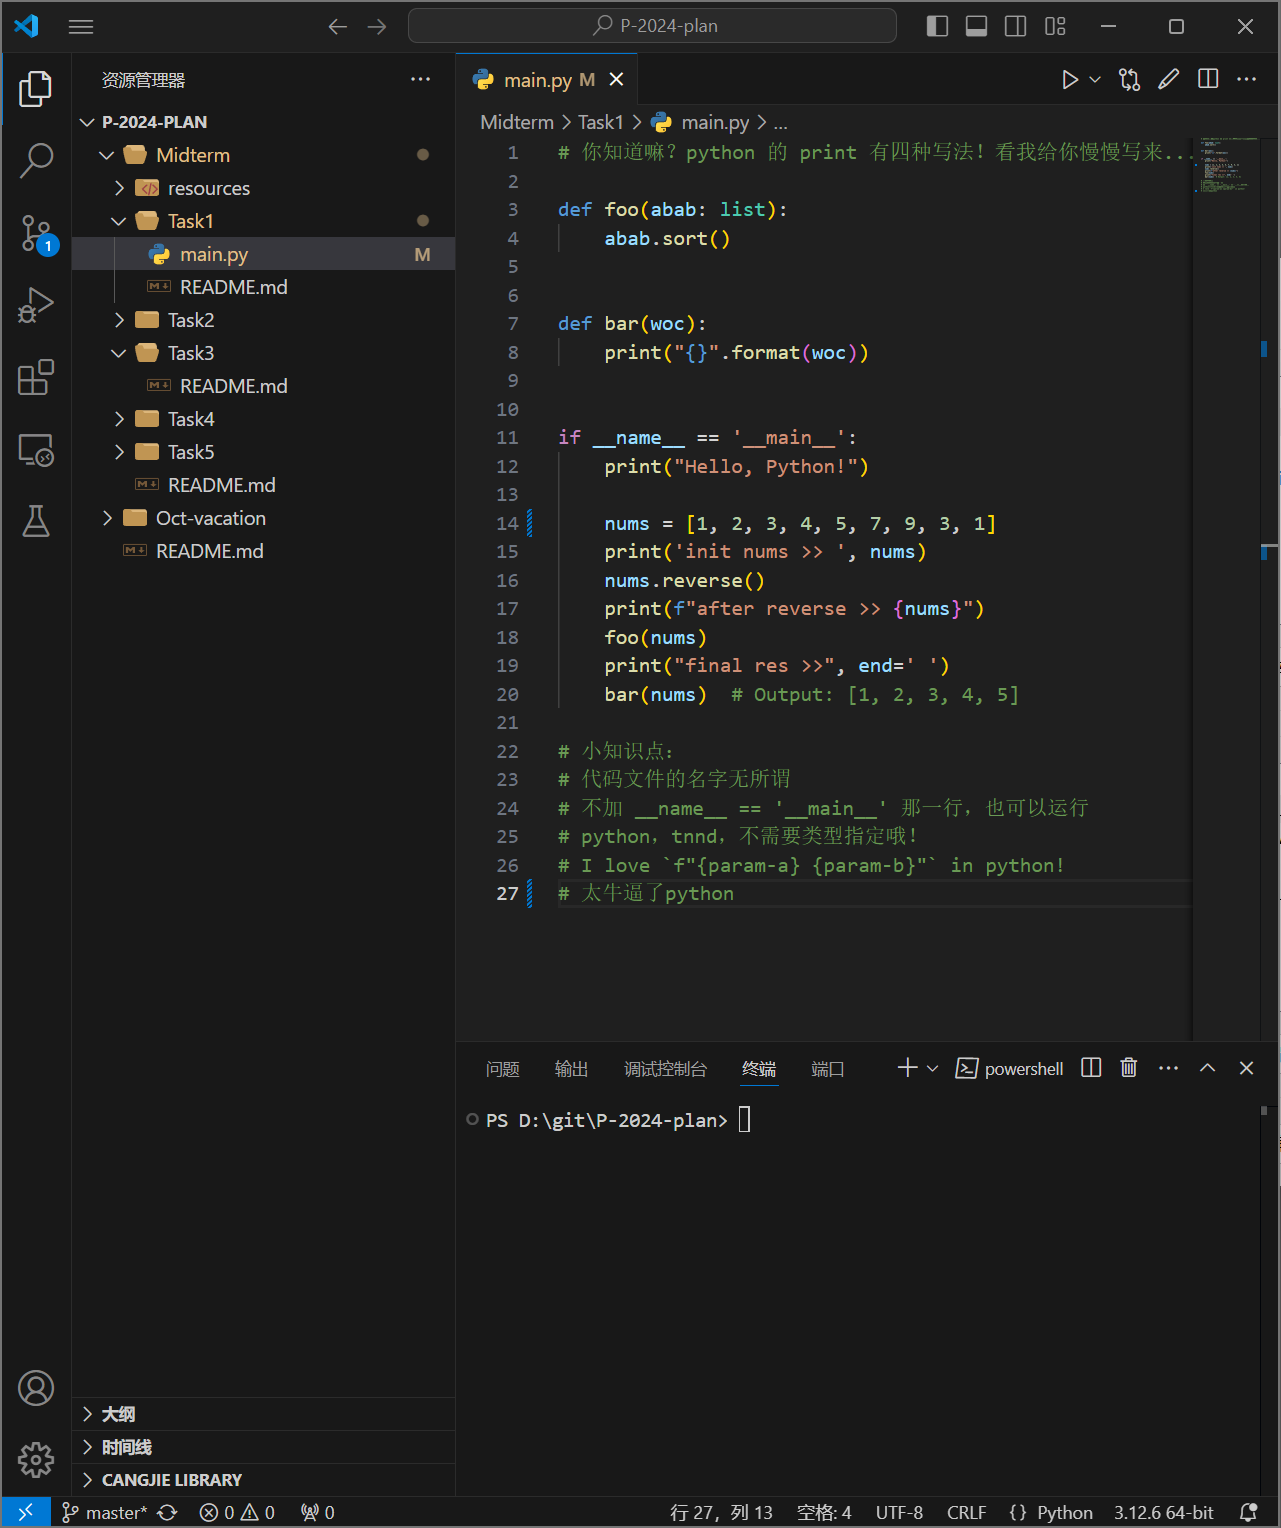 P-2024-plan
资源管理器
P-2024-PLAN
Midterm
resources
Task1
main.py M
README.md
Task2
Task3
README.md
Task4
Task5
README.md
Oct-vacation
README.md
大纲
时间线
CANGJIE LIBRARY
1
main.py M
Midterm > Task1 > main.py > ...
1 # 你知道嘛？python 的 print 有四种写法！看我给你慢慢写来...
2
3 def foo(abab: list):
4 abab.sort()
5
6
7 def bar(woc):
8 print("{}".format(woc))
9
10
11 if __name__ == '__main__':
12 print("Hello, Python!")
13
14 nums = [1, 2, 3, 4, 5, 7, 9, 3, 1]
15 print('init nums >> ', nums)
16 nums.reverse()
17 print(f"after reverse >> {nums}")
18 foo(nums)
19 print("final res >>", end=' ')
20 bar(nums)  # Output: [1, 2, 3, 4, 5]
21
22 # 小知识点：
23 # 代码文件的名字无所谓
24 # 不加 __name__ == '__main__' 那一行，也可以运行
25 # python，tnnd，不需要类型指定哦！
26 # I love `f"{param-a} {param-b}"` in python!
27 # 太牛逼了python
问题 输出 调试控制台 终端 端口 powershell
PS D:\git\P-2024-plan>
master* 0 0 0 行 27，列 13 空格: 4 UTF-8 CRLF {} Python 3.12.6 64-bit